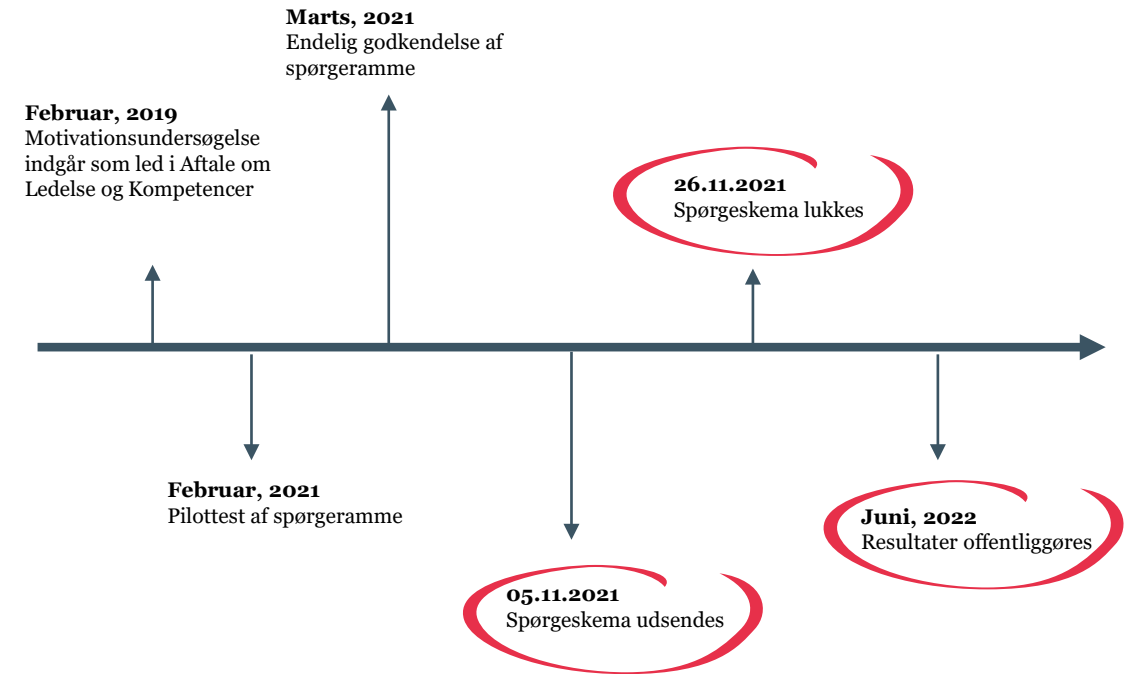 Marts, 2021
Endelig godkendelse af
spørgeramme
Februar, 2019
Motivationsundersøgelse
indgår som led i Aftale om
Ledelse og Kompetencer
26.11.2021
Spørgeskema lukkes
Februar, 2021
Pilottest af spørgeramme
Juni, 2022
Resultater offentliggøres
05.11.2021
Spørgeskema udsendes